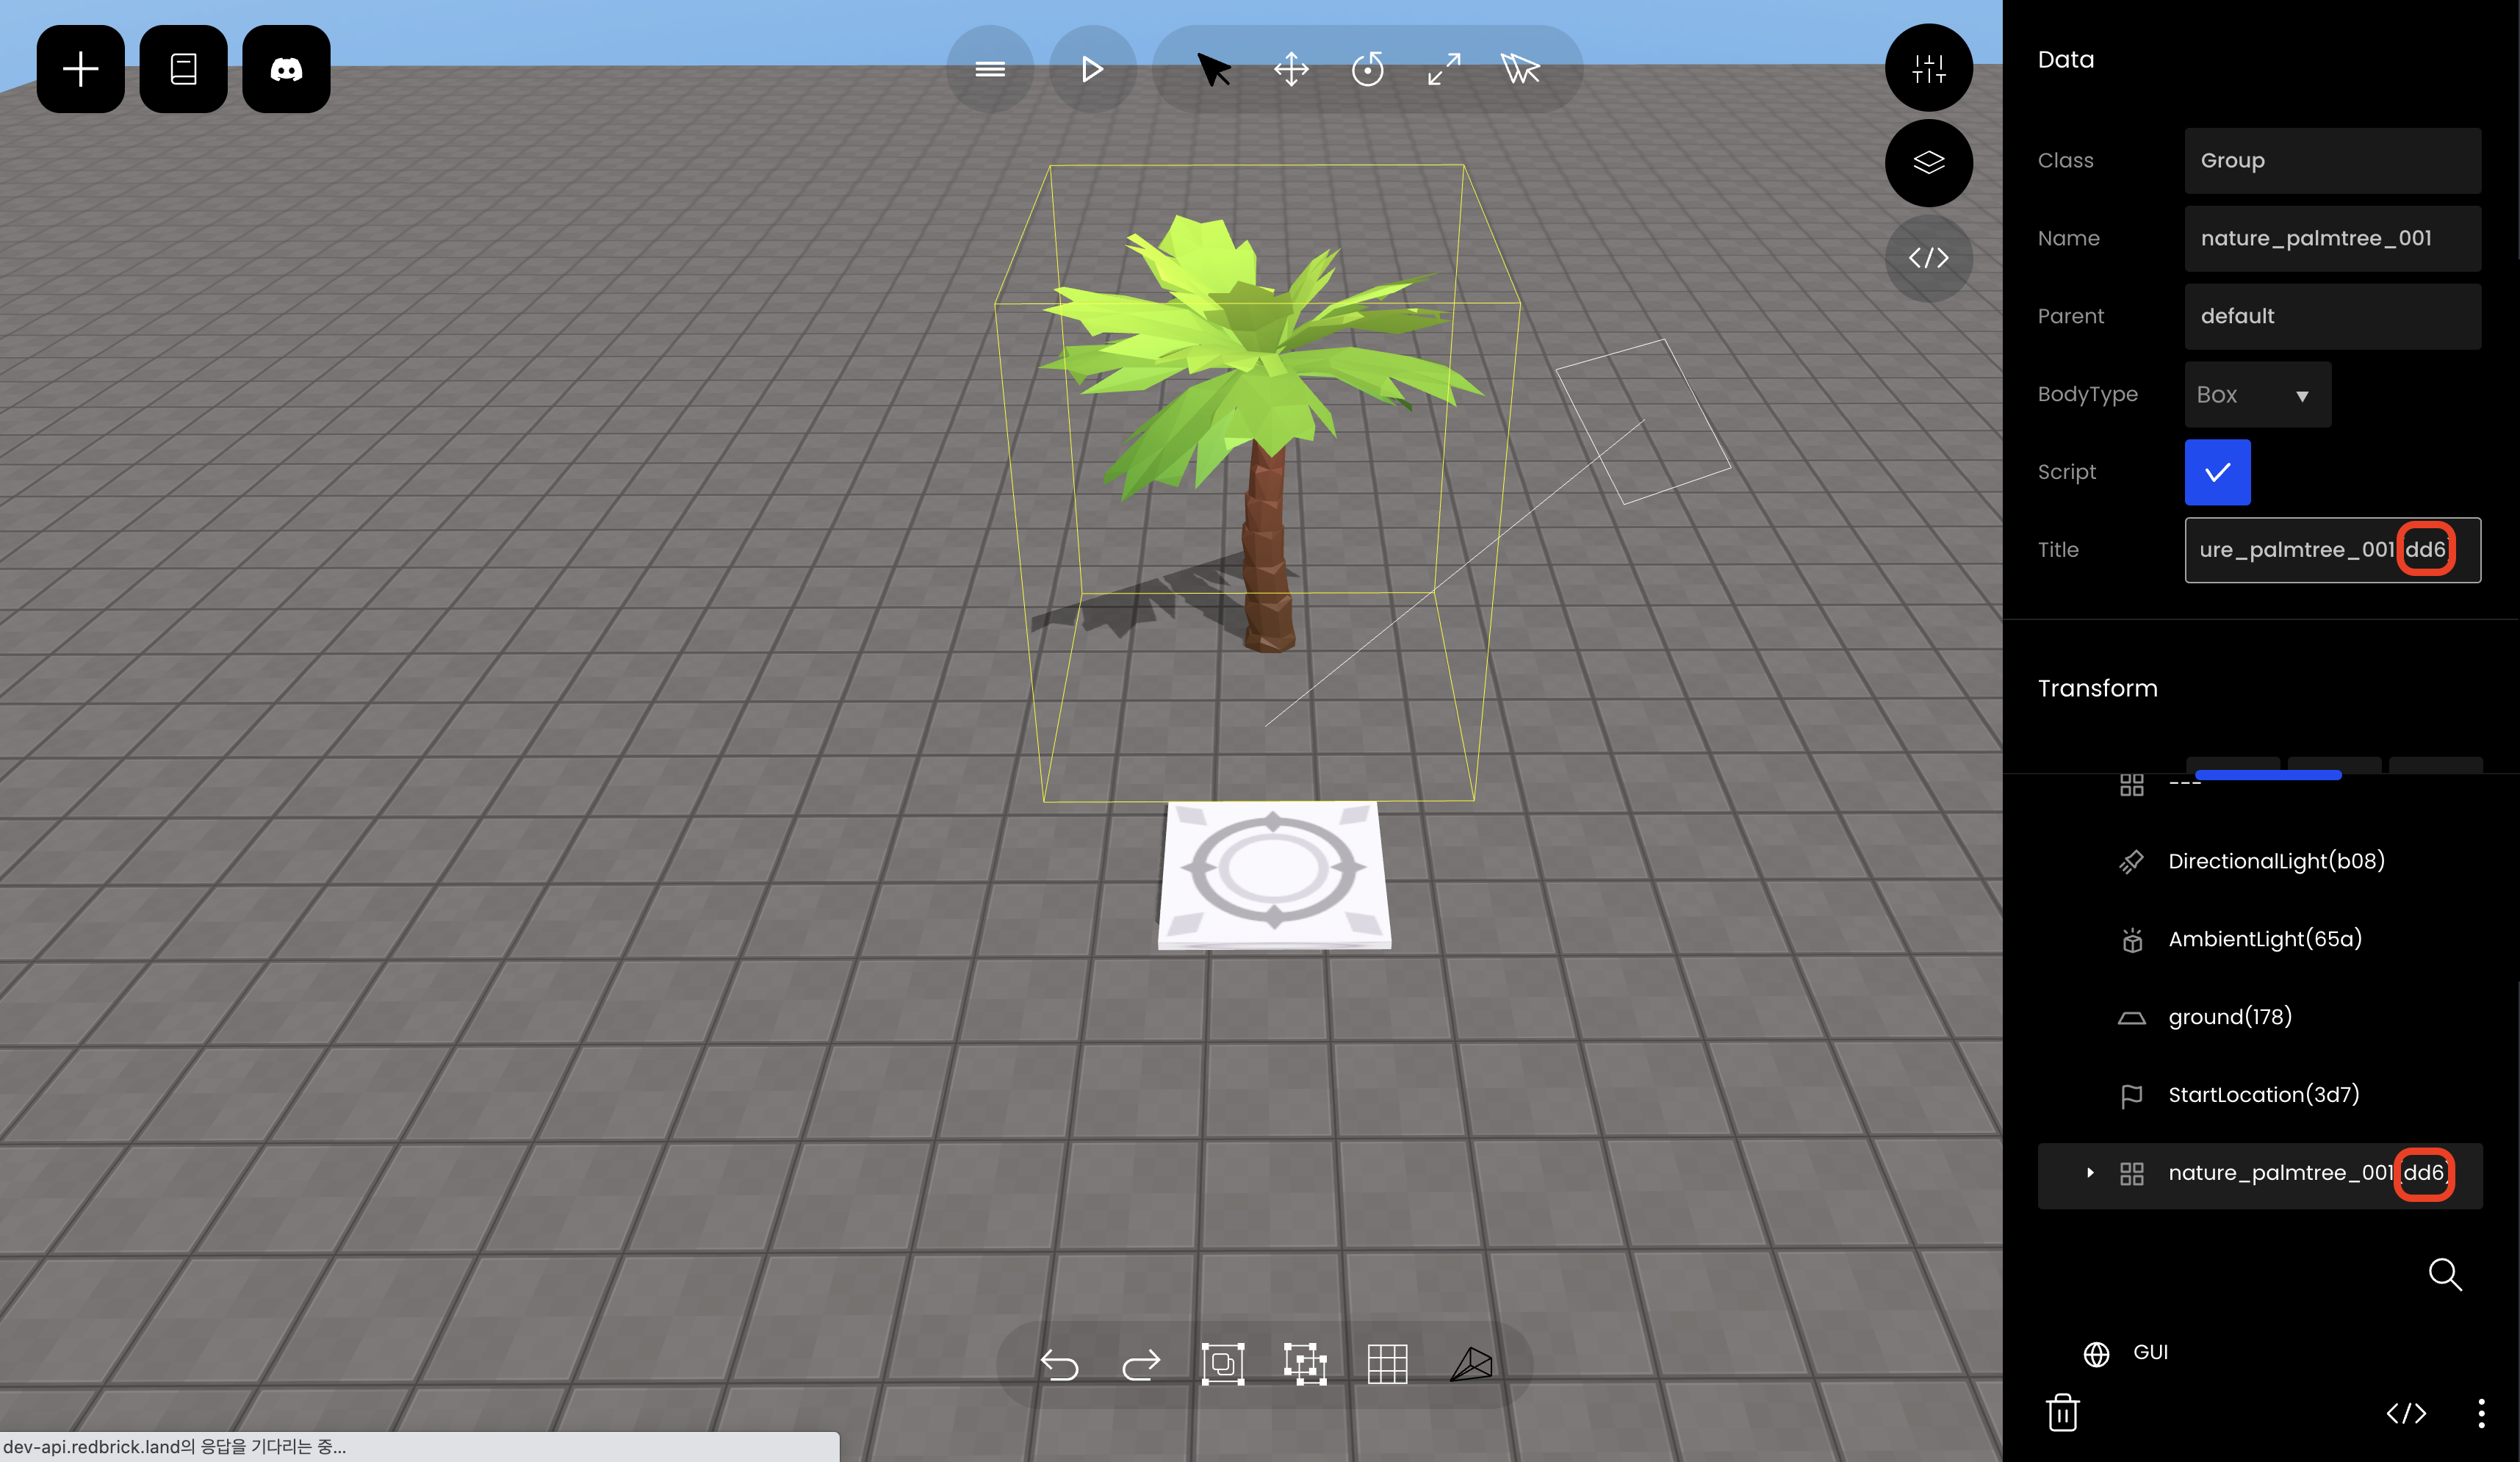 Data
Class
Group
Name
nature_palmtree_001
Parent
default
BodyType
Box
Script
Title
ure_palmtree_001(dd6)
Transform
---
DirectionalLight(b08)
AmbientLight(65a)
ground(178)
StartLocation(3d7)
nature_palmtree_001(dd6)
GUI
dev-api.redbrick.land의 응답을 기다리는 중...